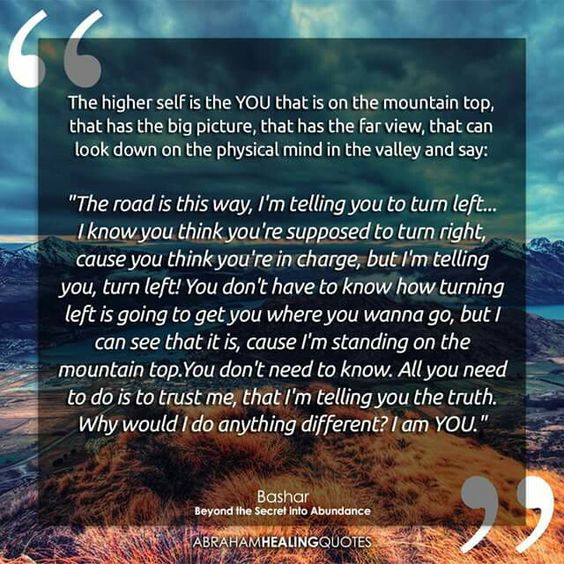 The higher self is the YOU that is on the mountain top,
that has the big picture, that has the far view, that can
look down on the physical mind in the valley and say:
"The road is this way, I'm telling you to turn left...
I know you think you're supposed to turn right,
cause you think you're in charge, but I'm telling
you, turn left! You don't have to know how turning
left is going to get you where you wanna go, but I
can see that it is, cause I'm standing on the
mountain top.You don't need to know. All you need
to do is to trust me, that I'm telling you the truth.
Why would I do anything different? I am YOU."
Bashar
Beyond the Secret into Abundance
ABRAHAMHEALINGQUOTES